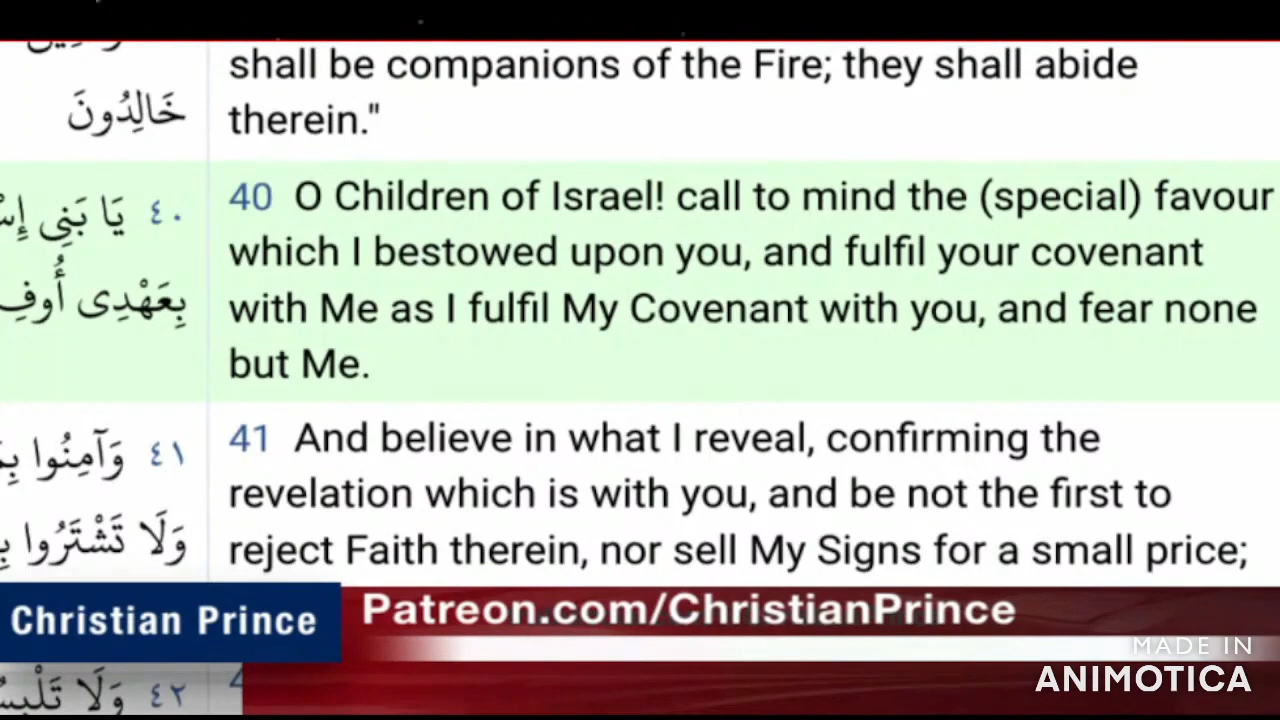 خَالِدُونَ
shall be companions of the Fire; they shall abide
therein."
٤٠ يَا بَنِي
بِعَهْدِي أُوفِ
40 O Children of Israel! call to mind the (special) favour
which I bestowed upon you, and fulfil your covenant
with Me as I fulfil My Covenant with you, and fear none
but Me.
٤١ وَآمِنُوا
وَلَا تَشْتَرُوا
41 And believe in what I reveal, confirming the
revelation which is with you, and be not the first to
reject Faith therein, nor sell My Signs for a small price;
Christian Prince
Patreon.com/ChristianPrince
٤٢ وَلَا
MADE IN
ANIMOTICA